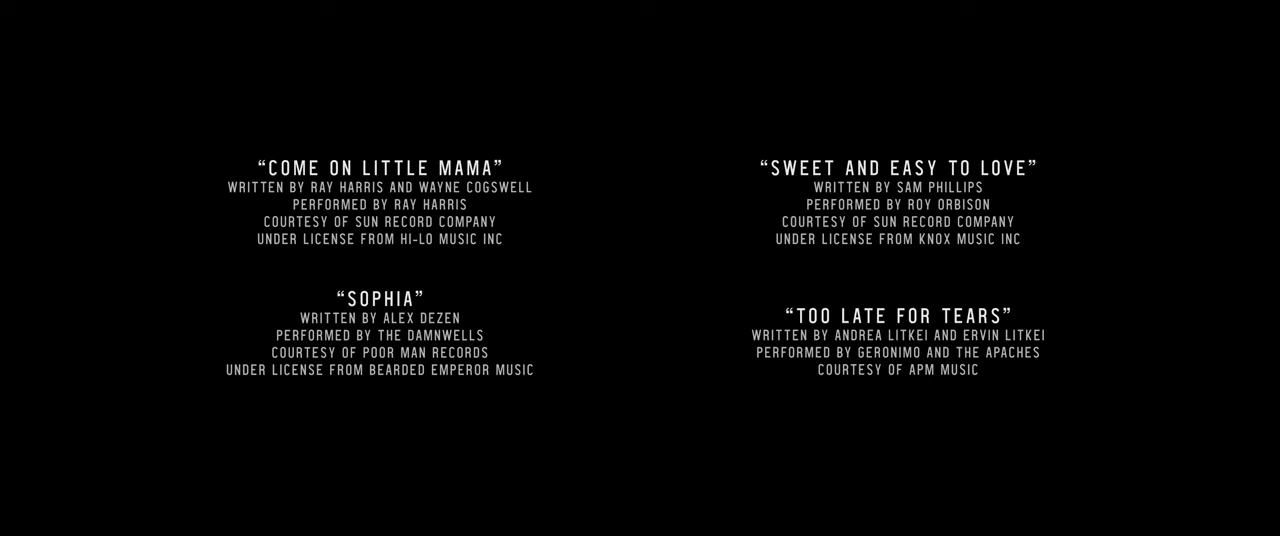 “COME ON LITTLE MAMA”
WRITTEN BY RAY HARRIS AND WAYNE COGSWELL
PERFORMED BY RAY HARRIS
COURTESY OF SUN RECORD COMPANY
UNDER LICENSE FROM HI-LO MUSIC INC
“SOPHIA”
WRITTEN BY ALEX DEZEN
PERFORMED BY THE DAMNWELLS
COURTESY OF POOR MAN RECORDS
UNDER LICENSE FROM BEARDED EMPEROR MUSIC
“SWEET AND EASY TO LOVE”
WRITTEN BY SAM PHILLIPS
PERFORMED BY ROY ORBISON
COURTESY OF SUN RECORD COMPANY
UNDER LICENSE FROM KNOX MUSIC INC
“TOO LATE FOR TEARS”
WRITTEN BY ANDREA LITKEI AND ERVIN LITKEI
PERFORMED BY GERONIMO AND THE APACHES
COURTESY OF APM MUSIC